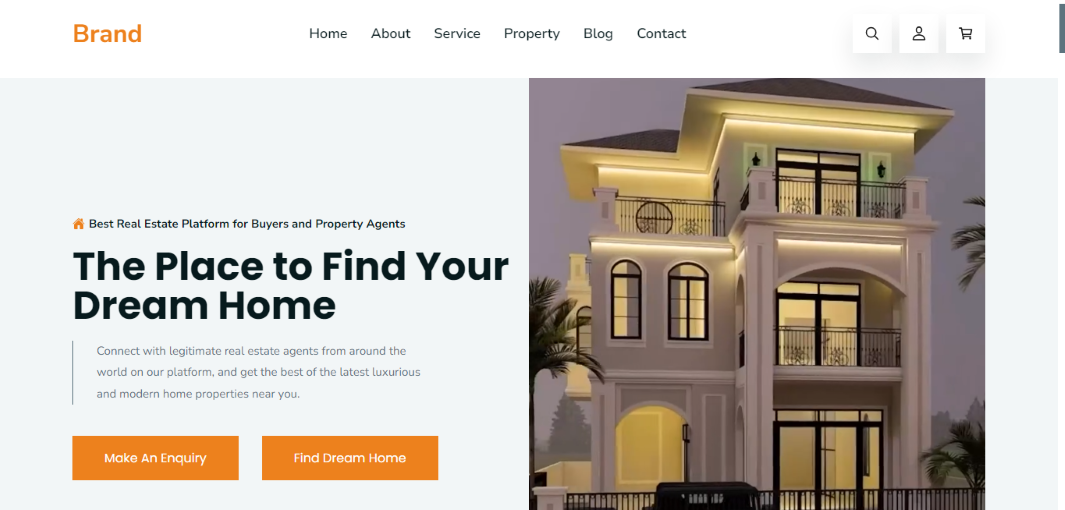 Brand
Home About Service Property Blog Contact
Best Real Estate Platform for Buyers and Property Agents
The Place to Find Your
Dream Home
Connect with legitimate real estate agents from around the
world on our platform, and get the best of the latest luxurious
and modern home properties near you.
Make An Enquiry Find Dream Home